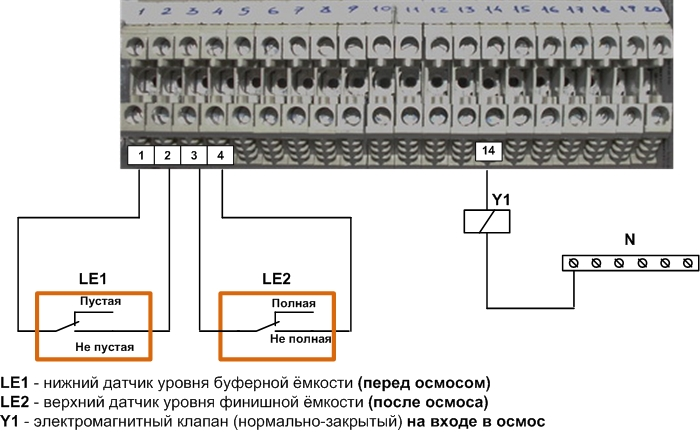 1 2 3 4 5 6 7 8 9 10 11 12 13 14 15 16 17 18 19 20
1 2 3 4 14
Y1
N
LE1 LE2
Пустая Полная
Не пустая Не полная
LE1 - нижний датчик уровня буферной ёмкости (перед осмосом)
LE2 - верхний датчик уровня финишной ёмкости (после осмоса)
Y1 - электромагнитный клапан (нормально-закрытый) на входе в осмос